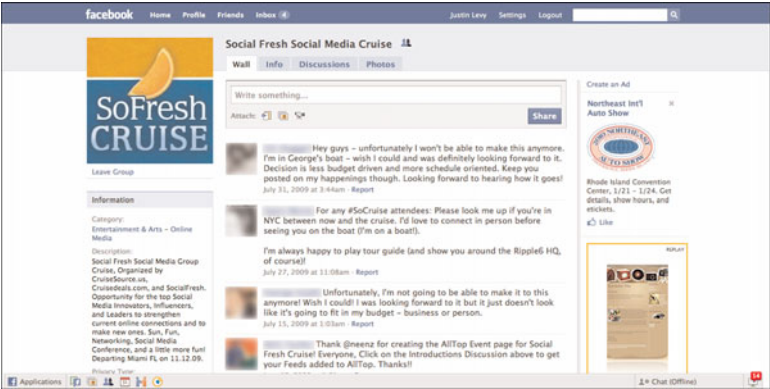 facebook Home Profile Friends Inbox 4 Justin Levy Settings Logout
SoFresh
CRUISE
Leave Group
Information
Category:
Entertainment & Arts – Online
Media
Description:
Social Fresh Social Media Group
Cruise, Organized by
CruiseSource.us,
Cruisedeals.com, and SocialFresh.
Opportunity for the top Social
Media Innovators, Influencers,
and Leaders to strengthen
current online connections and to
make new ones. Sun, Fun,
Networking, Social Media
Conference, and a little more fun!
Departing Miami FL on 11.12.09.
Privacy Type:
Social Fresh Social Media Cruise
Wall Info Discussions Photos
Write something...
Attach:
Share
Hey guys – unfortunately I won't be able to make this anymore.
I'm in George's boat – wish I could and was definitely looking forward to it.
Decision is less budget driven and more schedule oriented. Keep you
posted on my happenings though. Looking forward to hearing how it goes!
July 31, 2009 at 3:44am · Report
For any #SoCruise attendees: Please look me up if you're in
NYC between now and the cruise. I'd love to connect in person before
seeing you on the boat (I'm on a boat!).
I'm always happy to play tour guide (and show you around the Ripple6 HQ,
of course)!
July 27, 2009 at 11:08am · Report
Unfortunately, I'm not going to be able to make it to this
anymore! Wish I could! I was looking forward to it but it just doesn't look
like it's going to fit in my budget – business or person.
July 15, 2009 at 1:03am · Report
Thank @neenz for creating the AllTop Event page for Social
Fresh Cruise! Everyone, Click on the Introductions Discussion above to get
your Feeds added to AllTop. Thanks!!
Create an Ad
Northeast Int'l
Auto Show
2010 NORTHEAST
AUTO SHOW
Rhode Island Convention
Center, 1/21 – 1/24. Get
details, show hours, and
etickets.
Like
REPLAY
Applications
Chat (Offline)
14